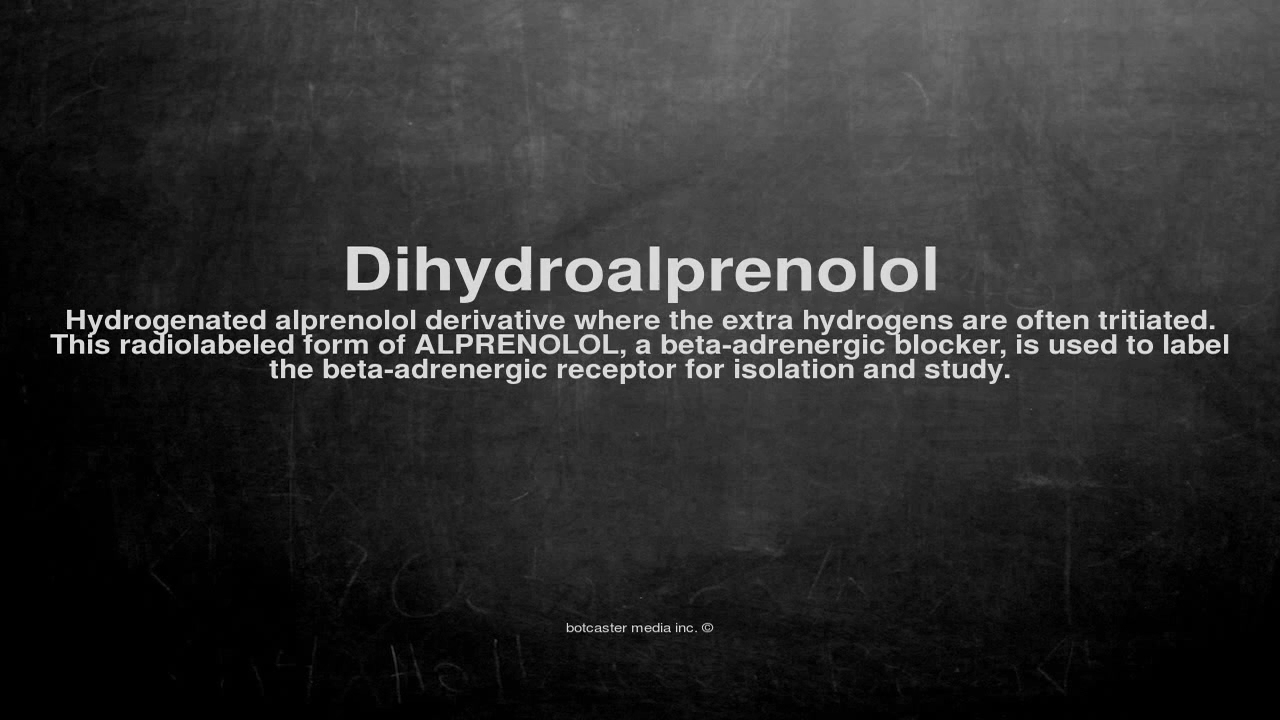 Dihydroalprenolol
Hydrogenated alprenolol derivative where the extra hydrogens are often tritiated.
This radiolabeled form of ALPRENOLOL, a beta-adrenergic blocker, is used to label
the beta-adrenergic receptor for isolation and study.
botcaster media inc. ©